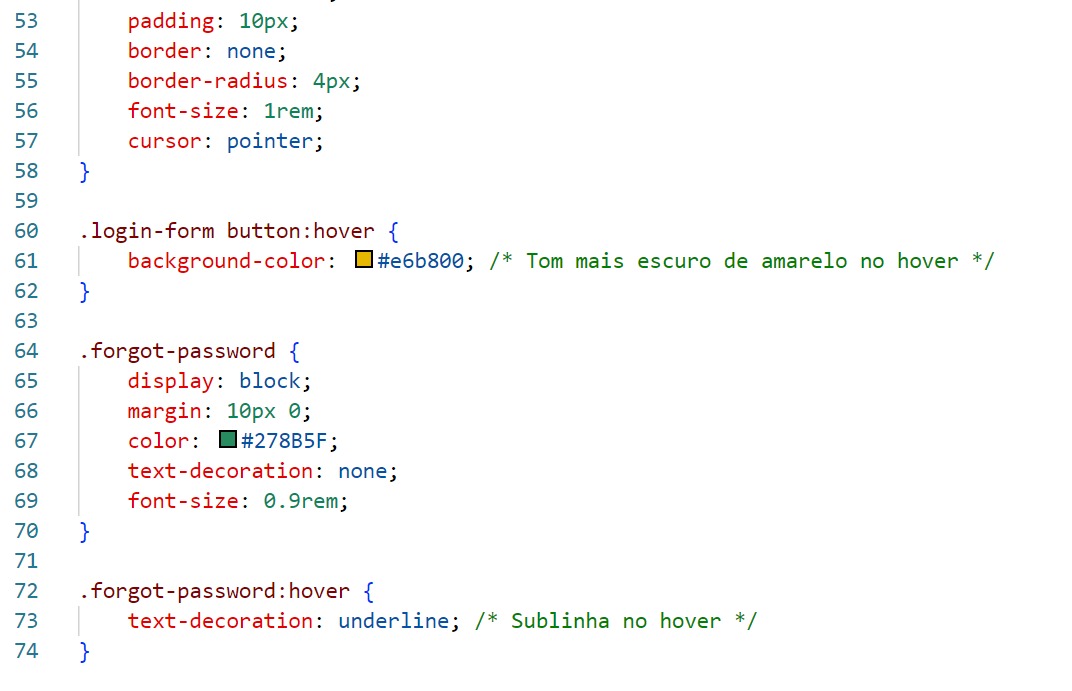 53 padding: 10px;
54 border: none;
55 border-radius: 4px;
56 font-size: 1rem;
57 cursor: pointer;
58 }
59
60 .login-form button:hover {
61 background-color: #e6b800; /* Tom mais escuro de amarelo no hover */
62 }
63
64 .forgot-password {
65 display: block;
66 margin: 10px 0;
67 color: #278B5F;
68 text-decoration: none;
69 font-size: 0.9rem;
70 }
71
72 .forgot-password:hover {
73 text-decoration: underline; /* Sublinha no hover */
74 }